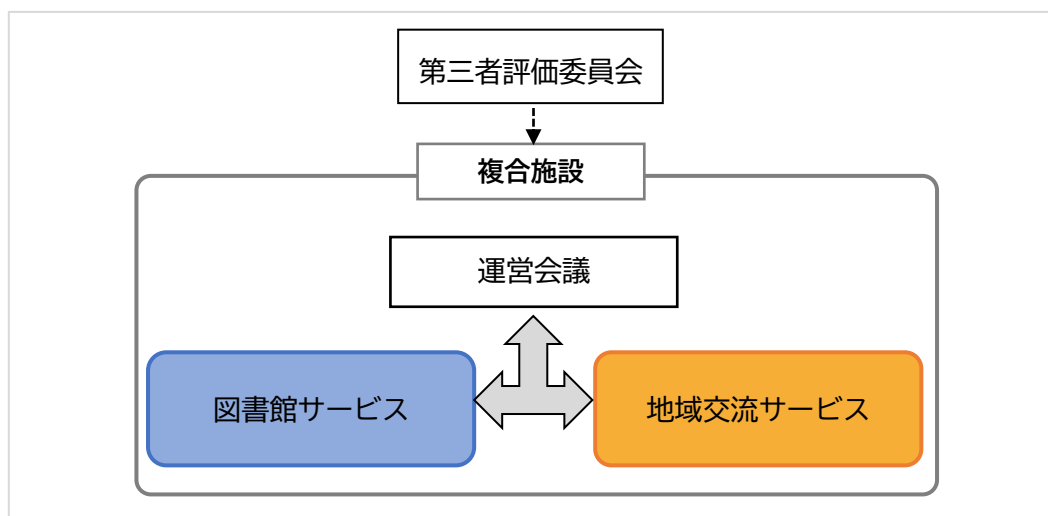 第三者評価委員会
複合施設
運営会議
図書館サービス
地域交流サービス